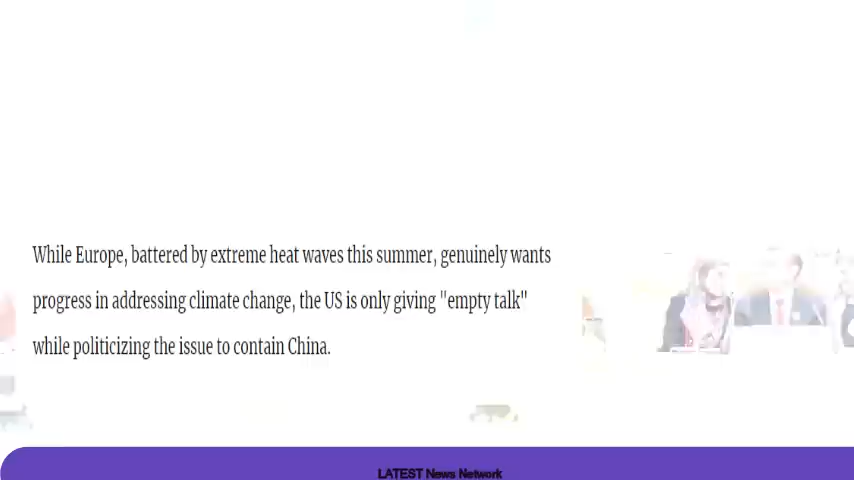 While Europe, battered by extreme heat waves this summer, genuinely wants
progress in addressing climate change, the US is only giving "empty talk"
while politicizing the issue to contain China.
LATEST News Network